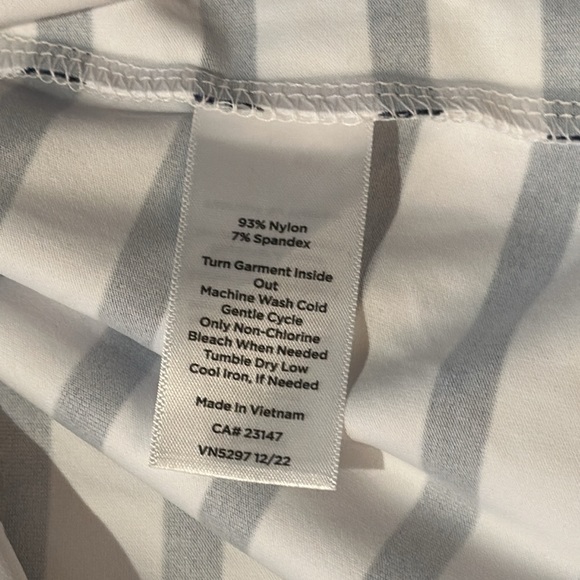 93% Nylon
7% Spandex
Turn Garment Inside
Out
Machine Wash Cold
Gentle Cycle
Only Non-Chlorine
Bleach When Needed
Tumble Dry Low
Cool Iron, If Needed
Made In Vietnam
CA# 23147
VN5297 12/22